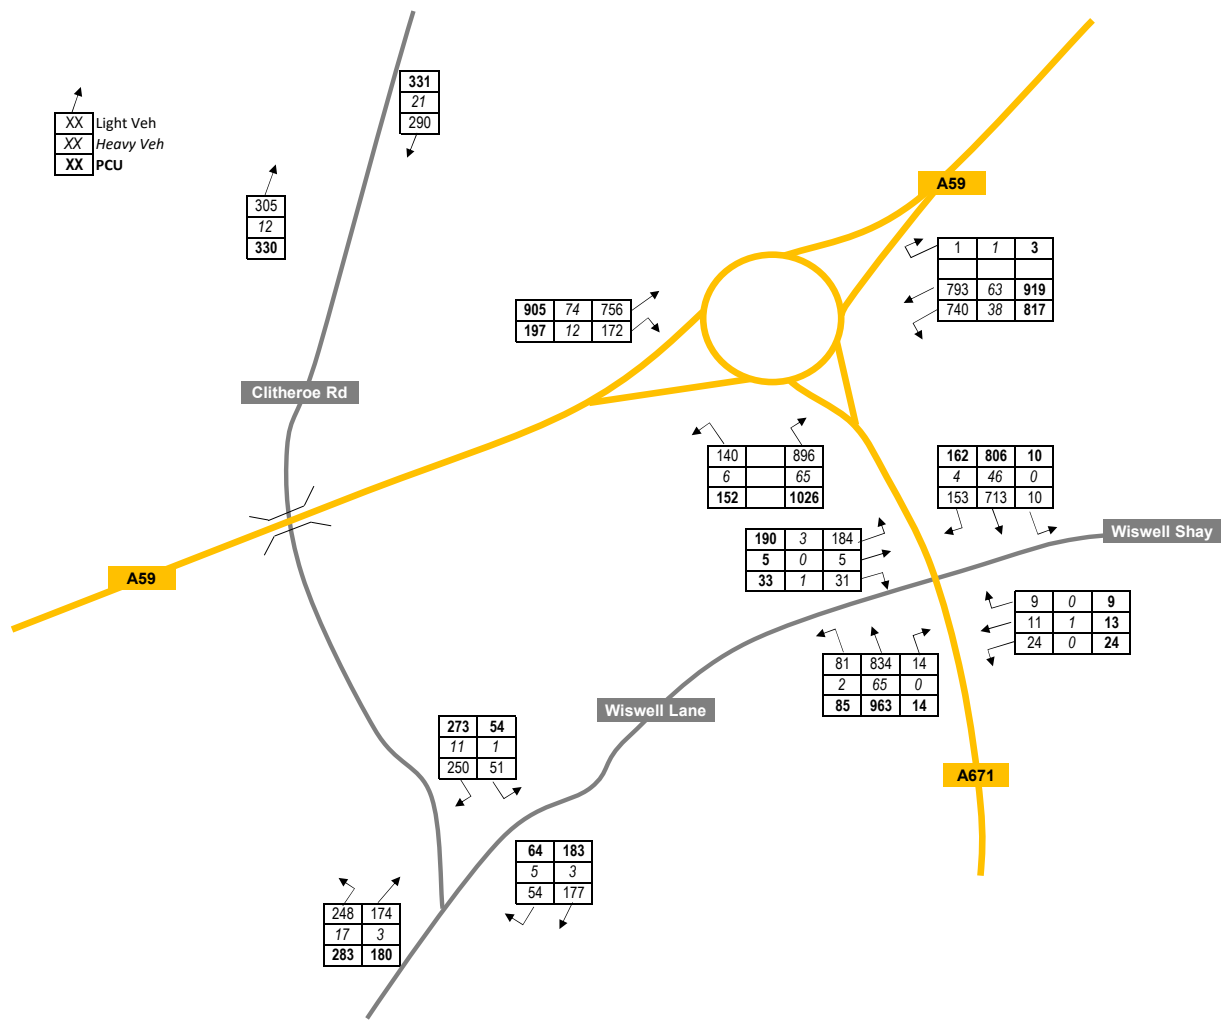 331
21
290
XX Light Veh
XX Heavy Veh
XX PCU
305
12
330
A59
1 1 3
793 63 919
740 38 817
905 74 756
197 12 172
Clitheroe Rd
140 896
6 65
152 1026
162 806 10
4 46 0
153 713 10
190 3 184
5 0 5
33 1 31
Wiswell Shay
A59
9 0 9
11 1 13
24 0 24
81 834 14
2 65 0
85 963 14
Wiswell Lane
273 54
11 1
250 51
A671
64 183
5 3
54 177
248 174
17 3
283 180